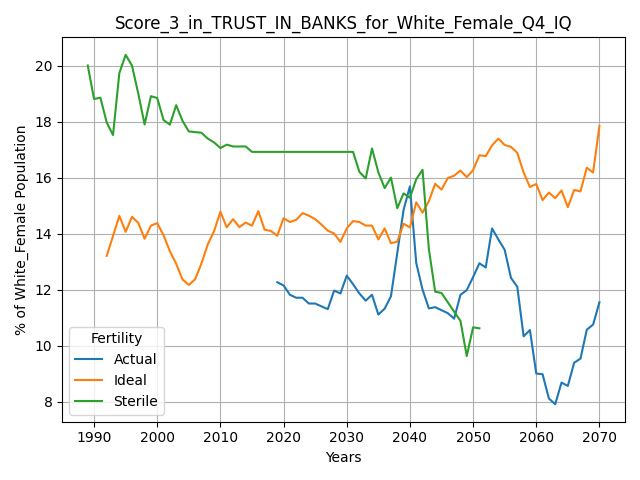 Score_3_in_TRUST_IN_BANKS_for_White_Female_Q4_IQ
% of White_Female Population
20
18
16
14
12
10
8
Fertility
Actual
Ideal
Sterile
1990 2000 2010 2020 2030 2040 2050 2060 2070
Years